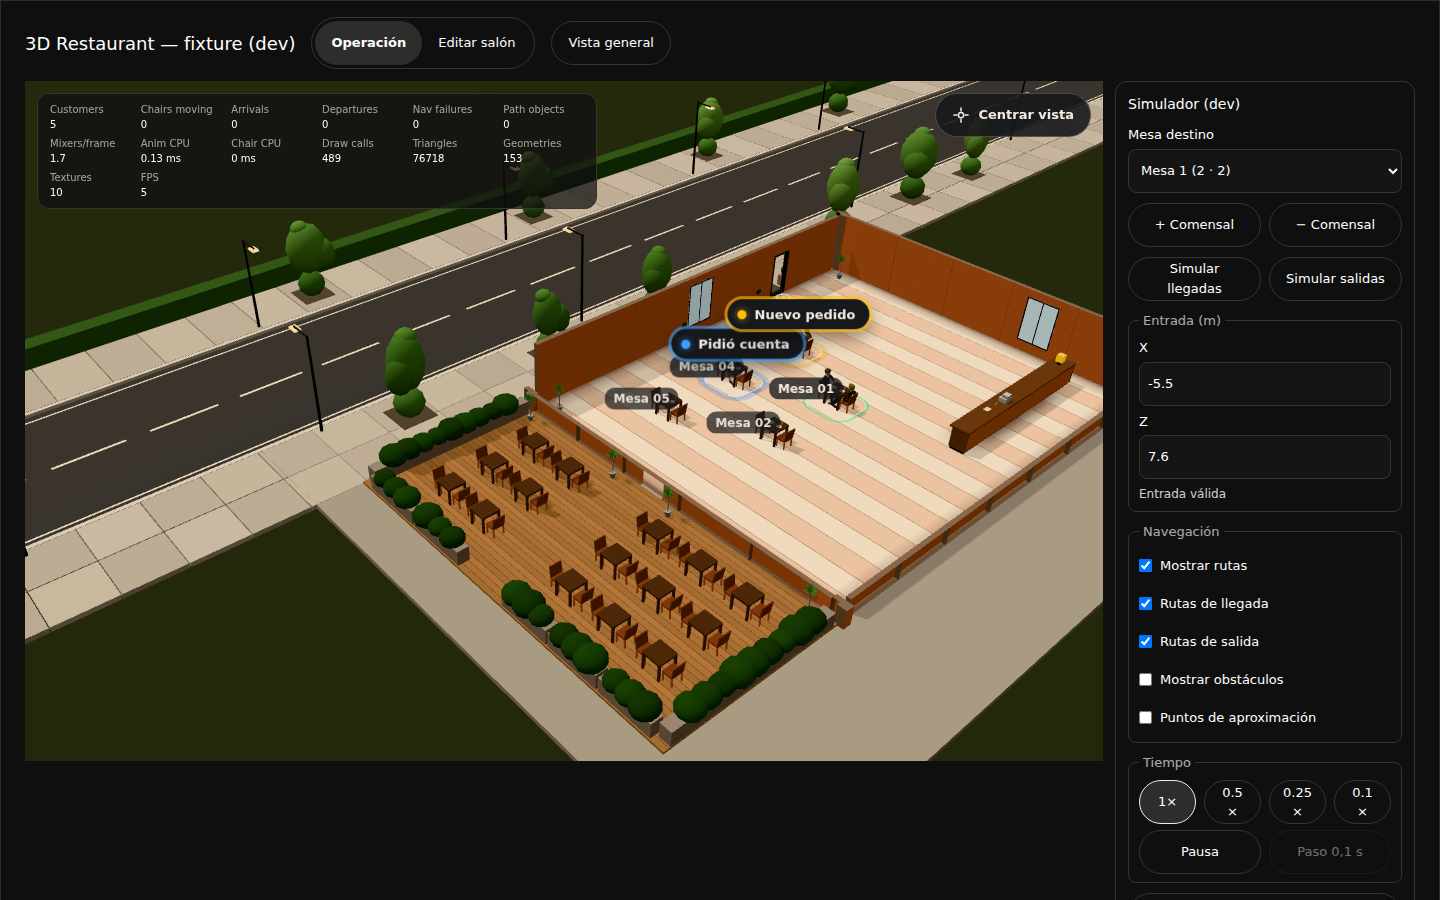 3D Restaurant — fixture (dev)
Operación
Editar salón
Vista general
Customers
5
Chairs moving
0
Arrivals
0
Departures
0
Nav failures
0
Path objects
0
Mixers/frame
1.7
Anim CPU
0.13 ms
Chair CPU
0 ms
Draw calls
489
Triangles
76718
Geometries
153
Textures
10
FPS
5
Centrar vista
Nuevo pedido
Pidió cuenta
Mesa 04
Mesa 05
Mesa 01
Mesa 02
Simulador (dev)
Mesa destino
Mesa 1 (2 · 2)
+ Comensal
− Comensal
Simular
llegadas
Simular salidas
Entrada (m)
X
-5.5
Z
7.6
Entrada válida
Navegación
Mostrar rutas
Rutas de llegada
Rutas de salida
Mostrar obstáculos
Puntos de aproximación
Tiempo
1×
0.5
×
0.25
×
0.1
×
Pausa
Paso 0,1 s